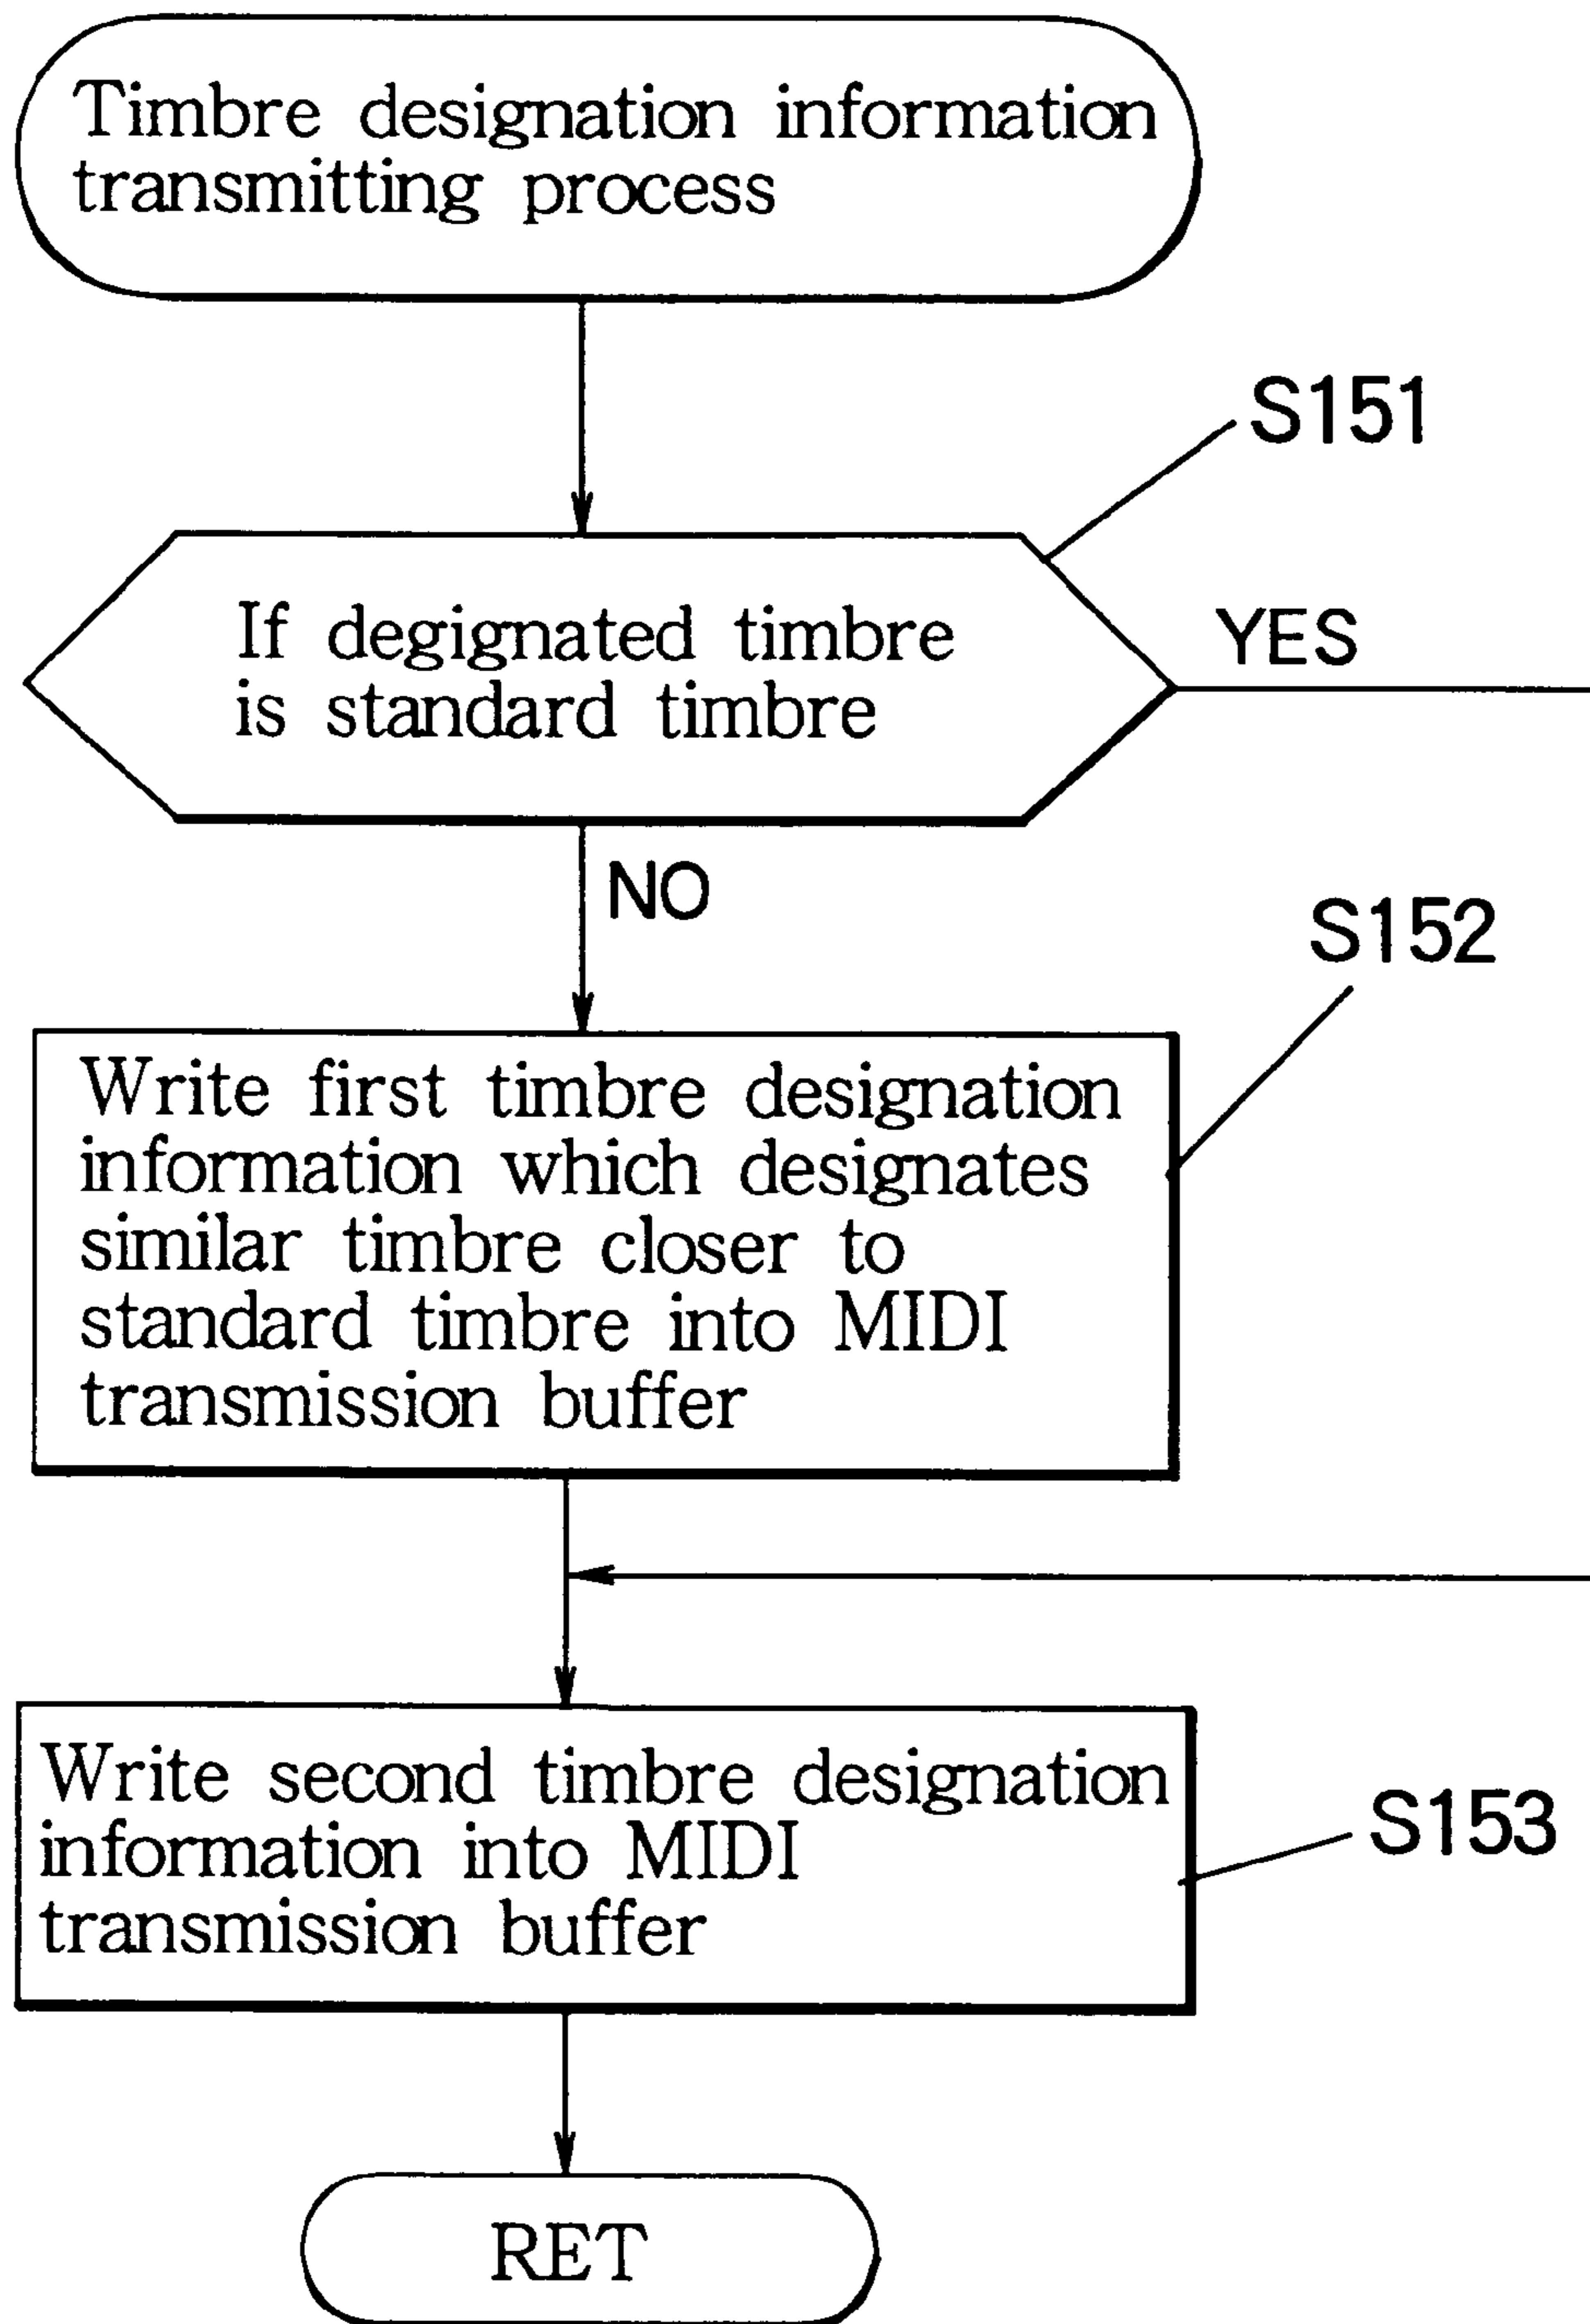 Timbre designation information
transmitting process
S151
If degignated timbre
is standard timbre
YES
NO
S152
Write first timbre designation
information which designates
similar timbre closer to
standard timbre into MIDI
transmission buffer
Write second timbre designation
information into MIDI
transmission buffer
S153
RET